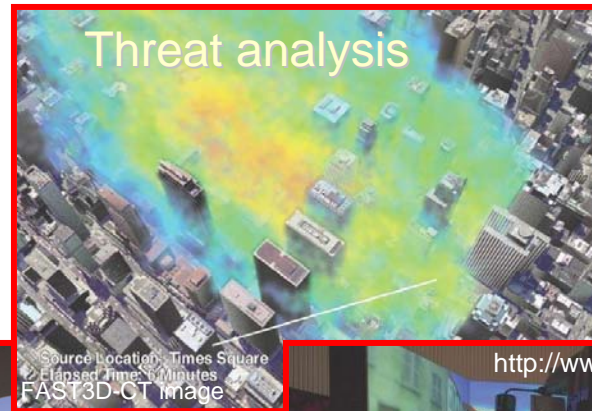 Threat analysis
Source Location: Times Square
Elapsed Time: 6 Minutes
FAST3D-CT image
http://ww